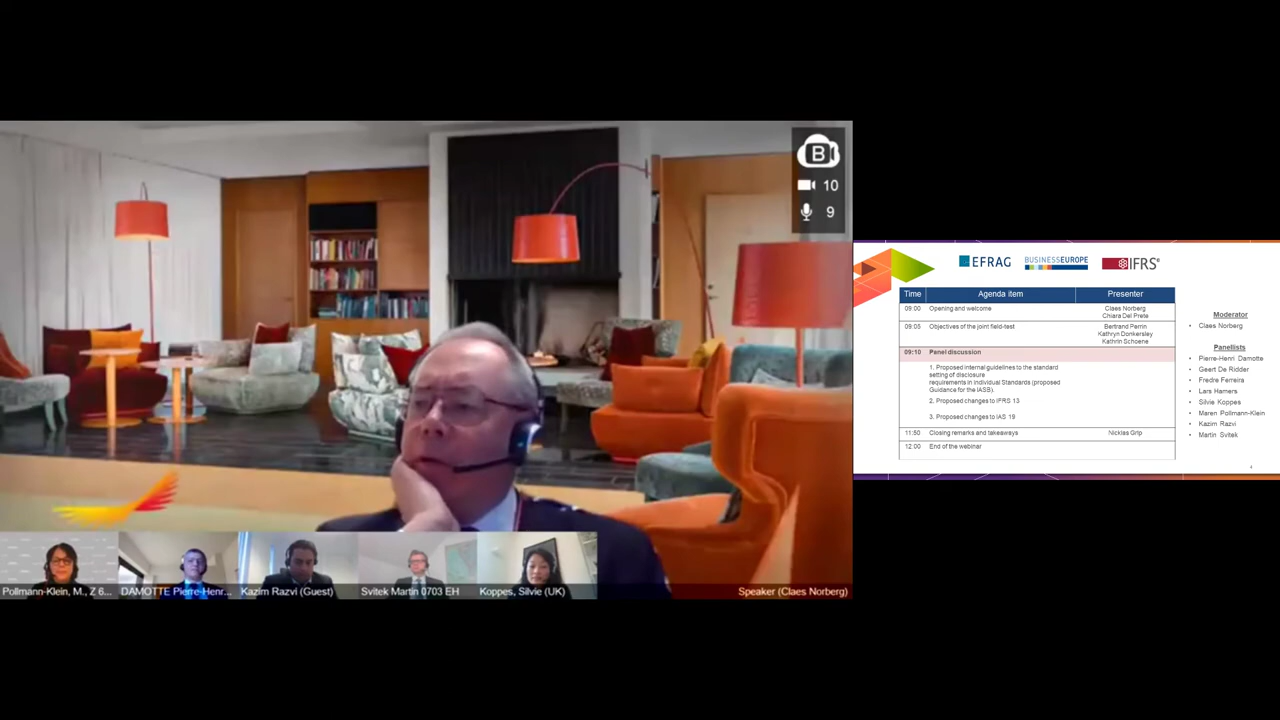 B
10
9
Pollmann-Klein, M., Z 6...
DAMOTTE Pierre-Henr...
Kazim Razvi (Guest)
Svitek Martin 0703 EH
Koppes, Silvie (UK)
Speaker (Claes Norberg)
EFRAG
BUSINESSEUROPE
IFRS®
Time Agenda item Presenter
09:00 Opening and welcome Claes Norberg
Chiara Del Prete
09:05 Objectives of the joint field-test Bertrand Perrin
Kathryn Donkersley
Kathrin Schoene
09:10 Panel discussion
1. Proposed internal guidelines to the standard
setting of disclosure
requirements in individual Standards (proposed
Guidance for the IASB).
2. Proposed changes to IFRS 13
3. Proposed changes to IAS 19
11:50 Closing remarks and takeaways Nicklas Grip
12:00 End of the webinar
Moderator
• Claes Norberg
Panellists
• Pierre-Henri Damotte
• Geert De Ridder
• Fredre Ferreira
• Lars Hamers
• Silvie Koppes
• Maren Pollmann-Klein
• Kazim Razvi
• Martin Svitek